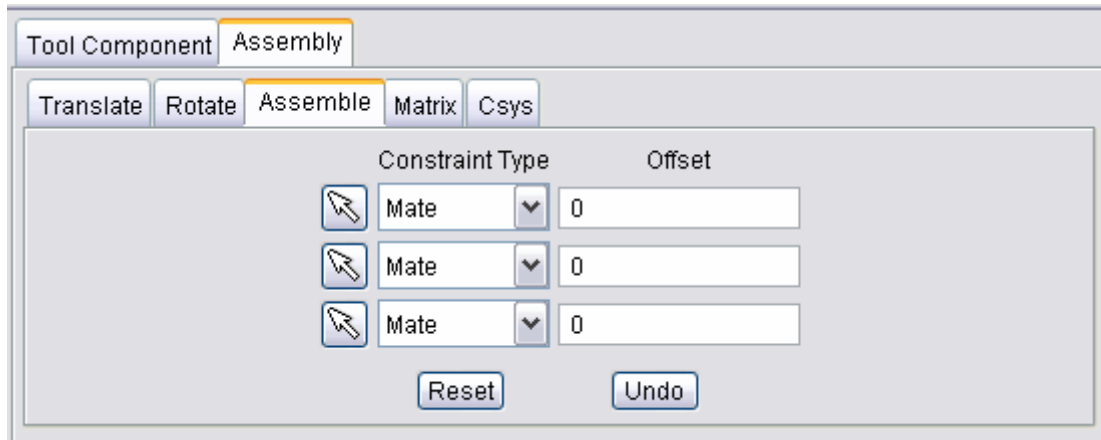 Tool Component Assembly
Translate Rotate Assemble Matrix Csys
Constraint Type Offset
Mate 0
Mate 0
Mate 0
Reset Undo